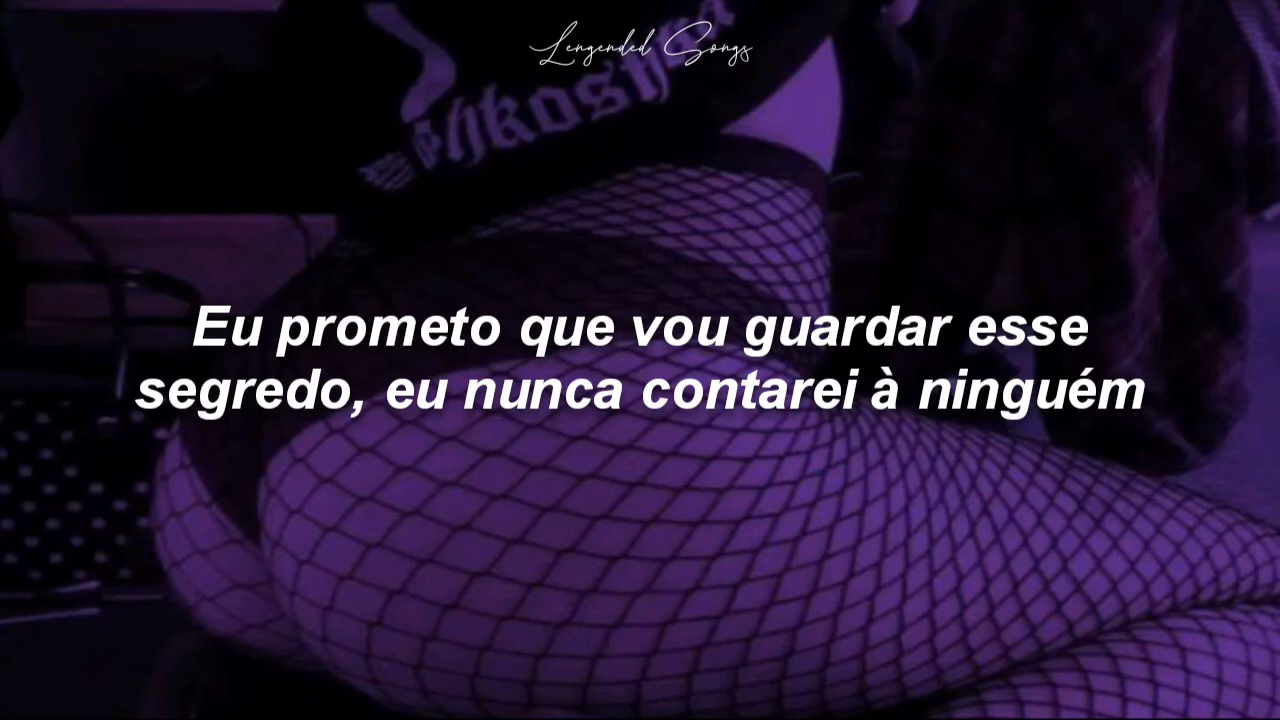 Lengended Songs
Eu prometo que vou guardar esse
segredo, eu nunca contarei à ninguém